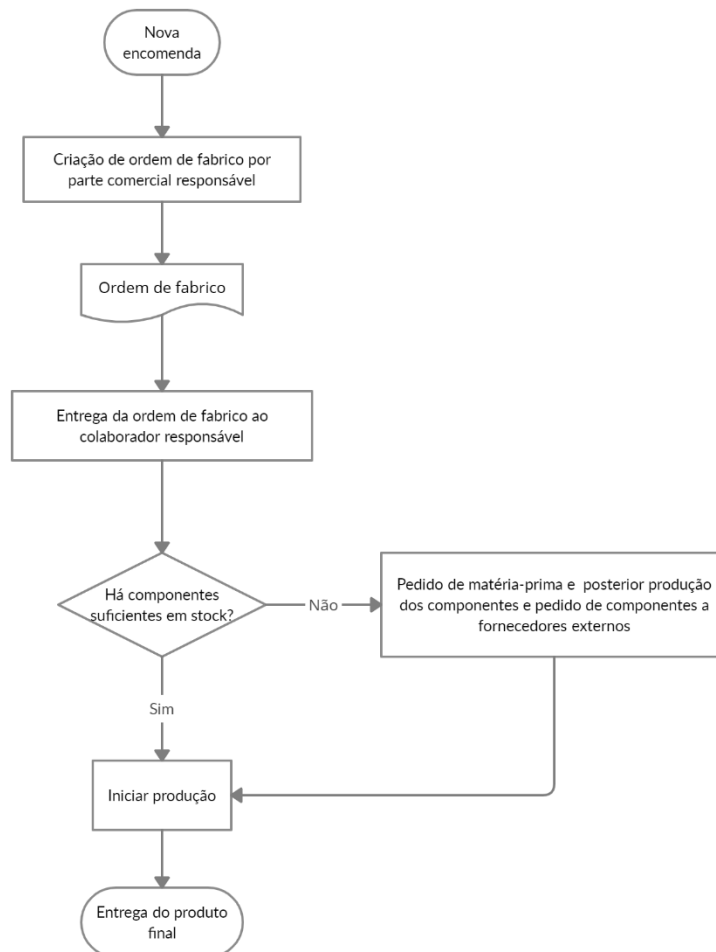 Nova
encomenda
Criação de ordem de fabrico por
parte comercial responsável
Ordem de fabrico
Entrega da ordem de fabrico ao
colaborador responsável
Há componentes
suficientes em stock?
Não
Pedido de matéria-prima e posterior produção
dos componentes e pedido de componentes a
fornecedores externos
Sim
Iniciar produção
Entrega do produto
final